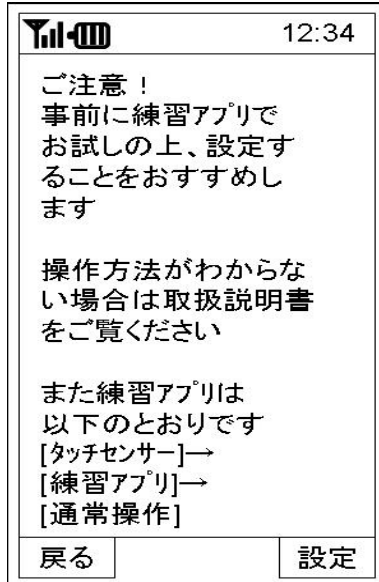 12:34
ご注意！
事前に練習ｱﾌﾟﾘで
お試しの上、設定す
ることをおすすめし
ます
操作方法がわからな
い場合は取扱説明書
をご覧ください
また練習ｱﾌﾟﾘは
以下のとおりです
[ﾀｯﾁｾﾝｻｰ]→
[練習ｱﾌﾟﾘ]→
[通常操作]
戻る
設定